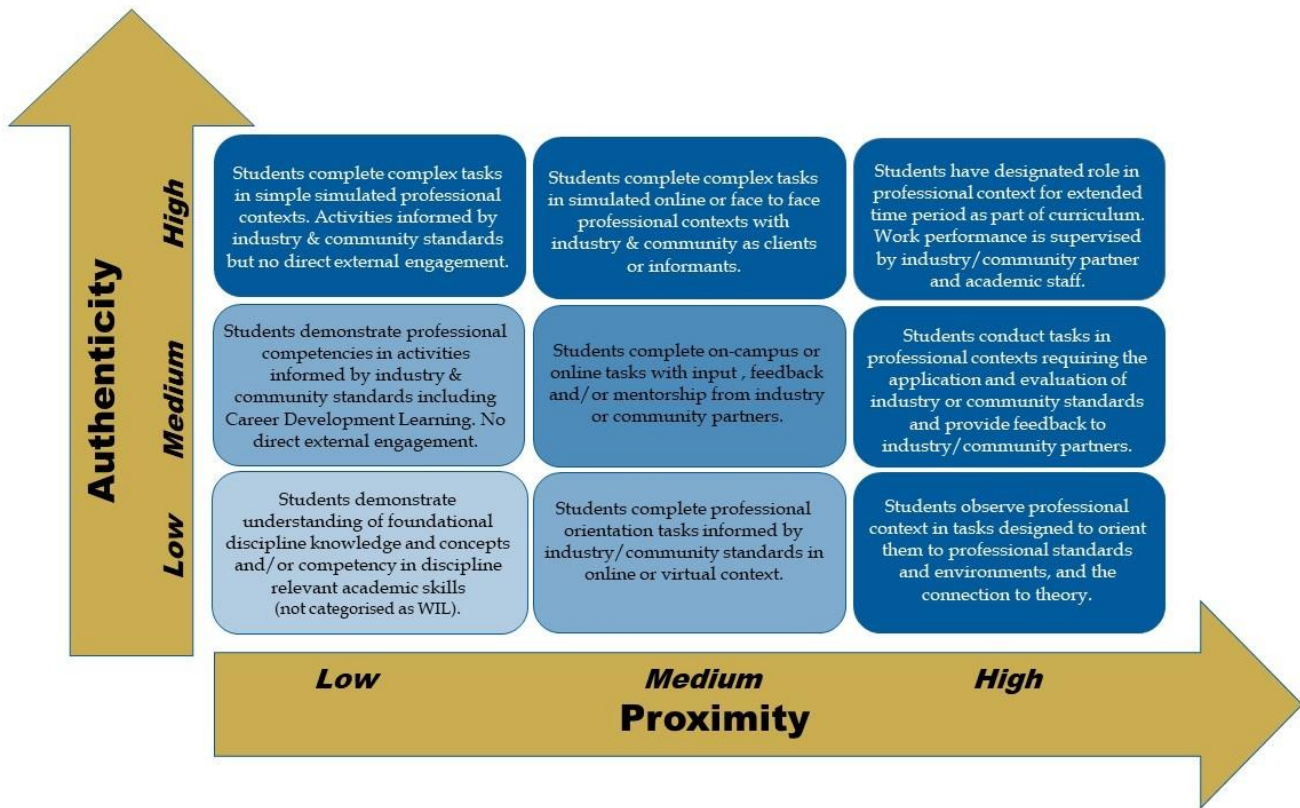 Authenticity
High
Medium
Low
Students complete complex tasks
in simple simulated professional
contexts. Activities informed by
industry & community standards
but no direct external engagement.
Students complete complex tasks
in simulated online or face to face
professional contexts with
industry & community as clients
or informants.
Students have designated role in
professional context for extended
time period as part of curriculum.
Work performance is supervised
by industry/community partner
and academic staff.
Students demonstrate professional
competencies in activities
informed by industry &
community standards including
Career Development Learning. No
direct external engagement.
Students complete on-campus or
online tasks with input , feedback
and/or mentorship from industry
or community partners.
Students conduct tasks in
professional contexts requiring the
application and evaluation of
industry or community standards
and provide feedback to
industry/community partners.
Students demonstrate
understanding of foundational
discipline knowledge and concepts
and/or competency in discipline
relevant academic skills
(not categorised as WIL).
Students complete professional
orientation tasks informed by
industry/community standards in
online or virtual context.
Students observe professional
context in tasks designed to orient
them to professional standards
and environments, and the
connection to theory.
Low
Medium
High
Proximity